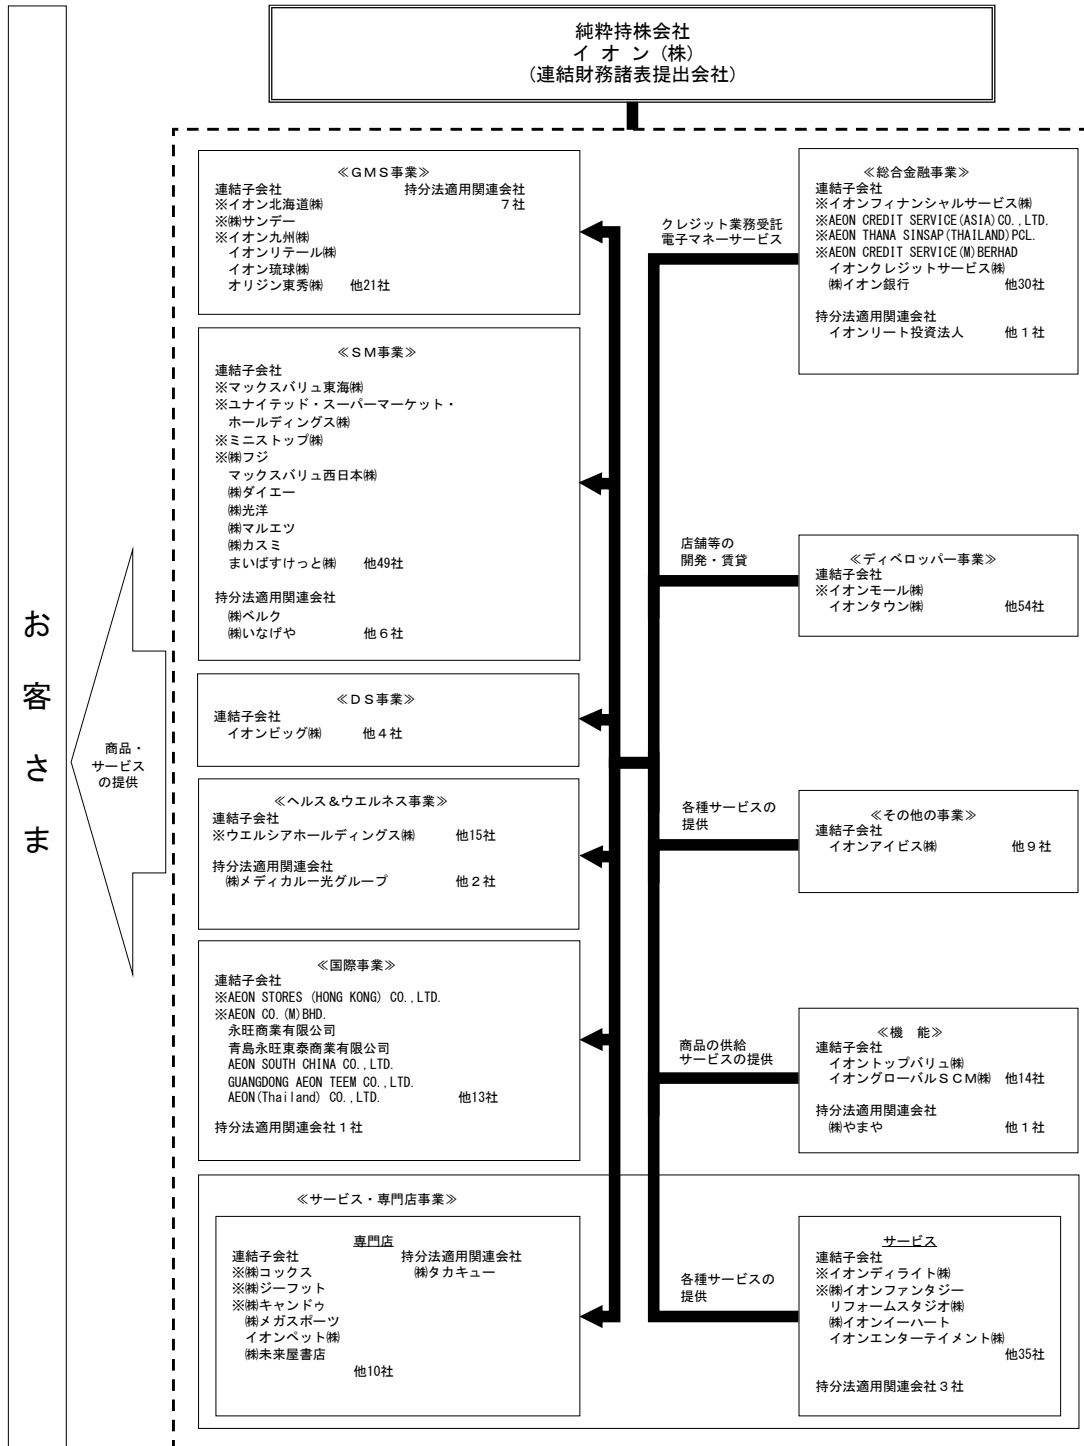 純粋持株会社
イ オ ン (株)
(連結財務諸表提出会社)
お客さま
商品・
サービス
の提供
≪GMS事業≫
連結子会社 持分法適用関連会社
※イオン北海道㈱ 7社
※㈱サンデー
※イオン九州㈱
イオンリテール㈱
イオン琉球㈱
オリジン東秀㈱ 他21社
≪SM事業≫
連結子会社
※マックスバリュ東海㈱
※ユナイテッド・スーパーマーケット・
ホールディングス㈱
※ミニストップ㈱
※㈱フジ
マックスバリュ西日本㈱
㈱ダイエー
㈱光洋
㈱マルエツ
㈱カスミ
まいばすけっと㈱ 他49社
持分法適用関連会社
㈱ベルク
㈱いなげや 他6社
≪DS事業≫
連結子会社
イオンビッグ㈱ 他4社
≪ヘルス&ウエルネス事業≫
連結子会社
※ウエルシアホールディングス㈱ 他15社
持分法適用関連会社
㈱メディカル一光グループ 他2社
≪国際事業≫
連結子会社
※AEON STORES (HONG KONG) CO.,LTD.
※AEON CO.(M)BHD.
永旺商業有限公司
青島永旺東泰商業有限公司
AEON SOUTH CHINA CO.,LTD.
GUANGDONG AEON TEEM CO.,LTD.
AEON(Thailand) CO.,LTD. 他13社
持分法適用関連会社1社
≪サービス・専門店事業≫
専門店
連結子会社 持分法適用関連会社
※㈱コックス ㈱タカキュー
※㈱ジーフット
※㈱キャンドゥ
㈱メガスポーツ
イオンペット㈱
㈱未来屋書店
他10社
クレジット業務受託
電子マネーサービス
≪総合金融事業≫
連結子会社
※イオンフィナンシャルサービス㈱
※AEON CREDIT SERVICE(ASIA)CO.,LTD.
※AEON THANA SINSAP(THAILAND)PCL.
※AEON CREDIT SERVICE(M)BERHAD
イオンクレジットサービス㈱
㈱イオン銀行 他30社
持分法適用関連会社
イオンリート投資法人 他1社
店舗等の
開発・賃貸
≪ディベロッパー事業≫
連結子会社
※イオンモール㈱
イオンタウン㈱ 他54社
各種サービスの
提供
≪その他の事業≫
連結子会社
イオンアイビス㈱ 他9社
商品の供給
サービスの提供
≪機 能≫
連結子会社
イオントップバリュ㈱
イオングローバルSCM㈱ 他14社
持分法適用関連会社
㈱やまや 他1社
各種サービスの
提供
サービス
連結子会社
※イオンディライト㈱
※㈱イオンファンタジー
リフォームスタジオ㈱
㈱イオンイーハート
イオンエンターテイメント㈱
他35社
持分法適用関連会社3社